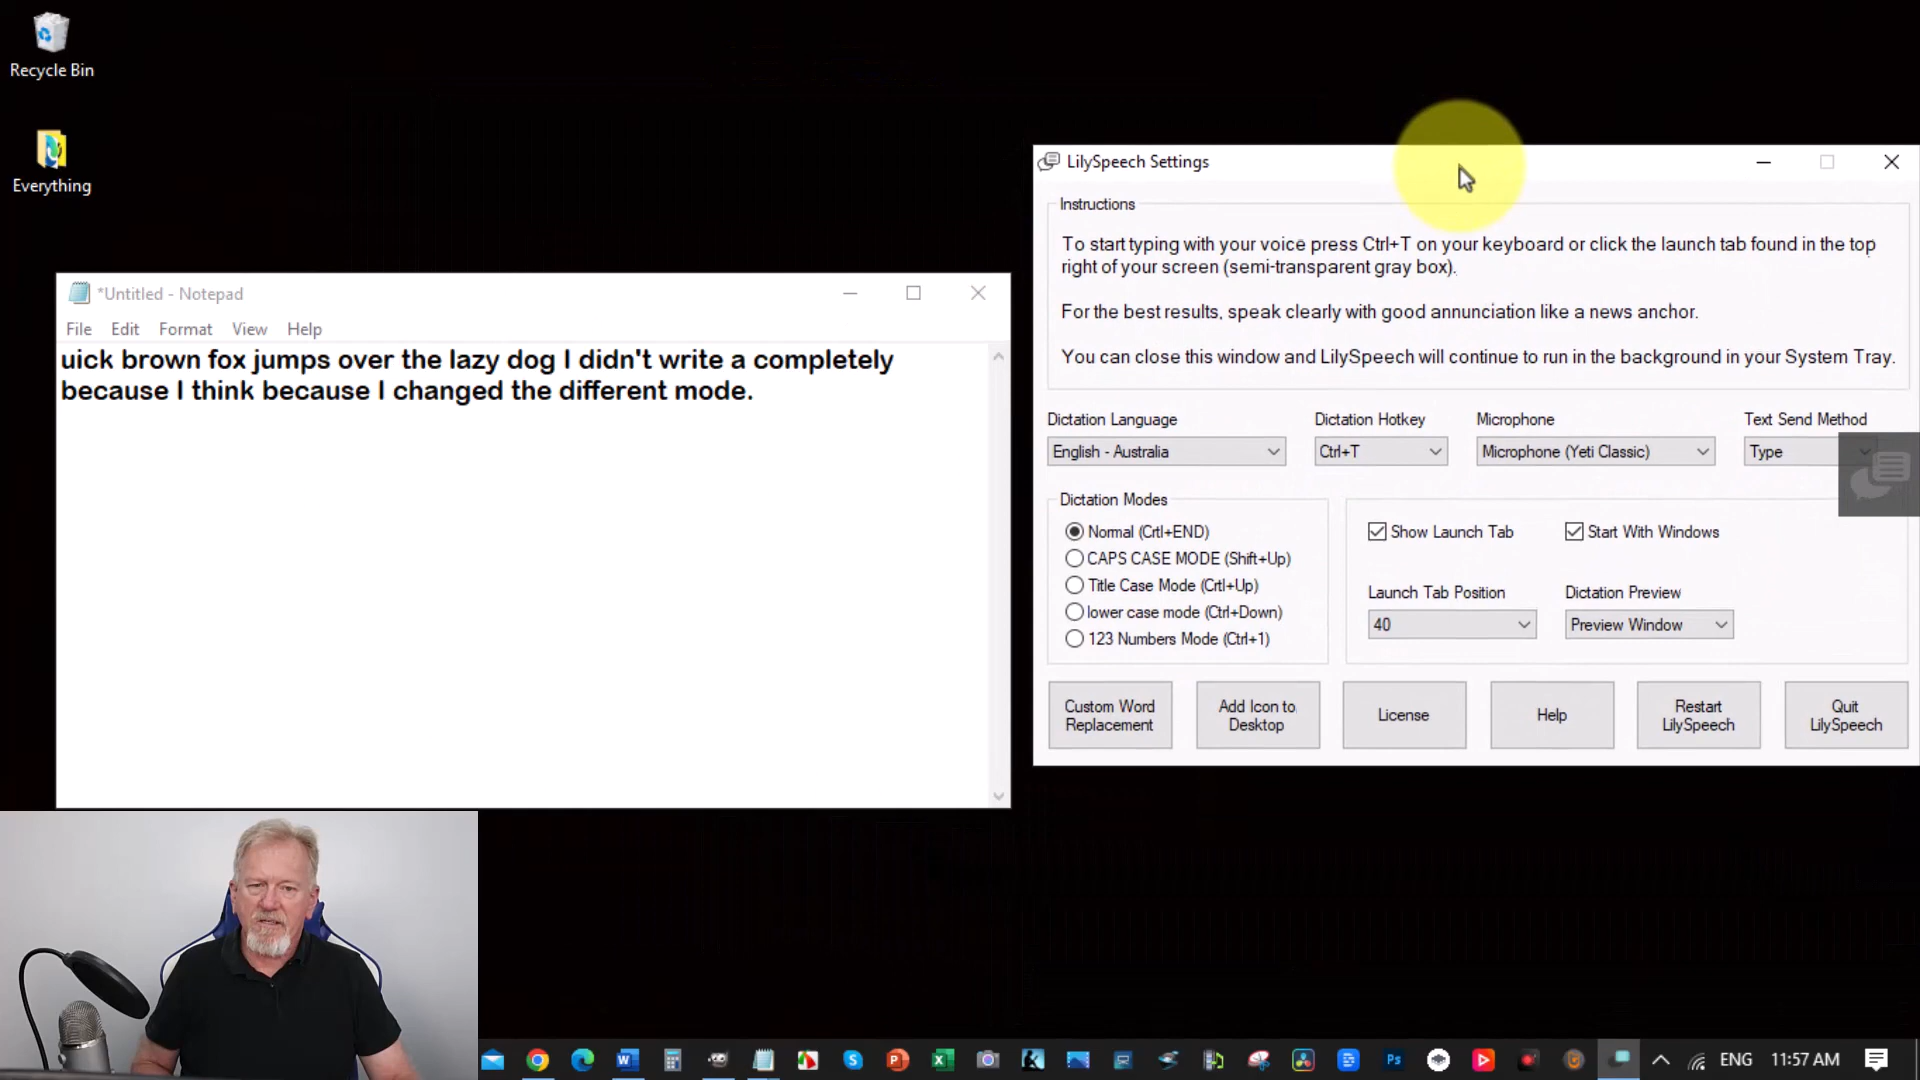 Recycle Bin
Everything
*Untitled - Notepad
File Edit Format View Help
uick brown fox jumps over the lazy dog I didn't write a completely
because I think because I changed the different mode.
LilySpeech Settings
Instructions
To start typing with your voice press Ctrl+T on your keyboard or click the launch tab found in the top
right of your screen (semi-transparent gray box).
For the best results, speak clearly with good annunciation like a news anchor.
You can close this window and LilySpeech will continue to run in the background in your System Tray.
Dictation Language Dictation Hotkey Microphone Text Send Method
English - Australia Ctrl+T Microphone (Yeti Classic) Type
Dictation Modes
Normal (Crtl+END)
CAPS CASE MODE (Shift+Up)
Title Case Mode (Crtl+Up)
lower case mode (Ctrl+Down)
123 Numbers Mode (Ctrl+1)
Show Launch Tab Start With Windows
Launch Tab Position Dictation Preview
40 Preview Window
Custom Word
Replacement
Add Icon to
Desktop
License
Help
Restart
LilySpeech
Quit
LilySpeech
ENG 11:57 AM